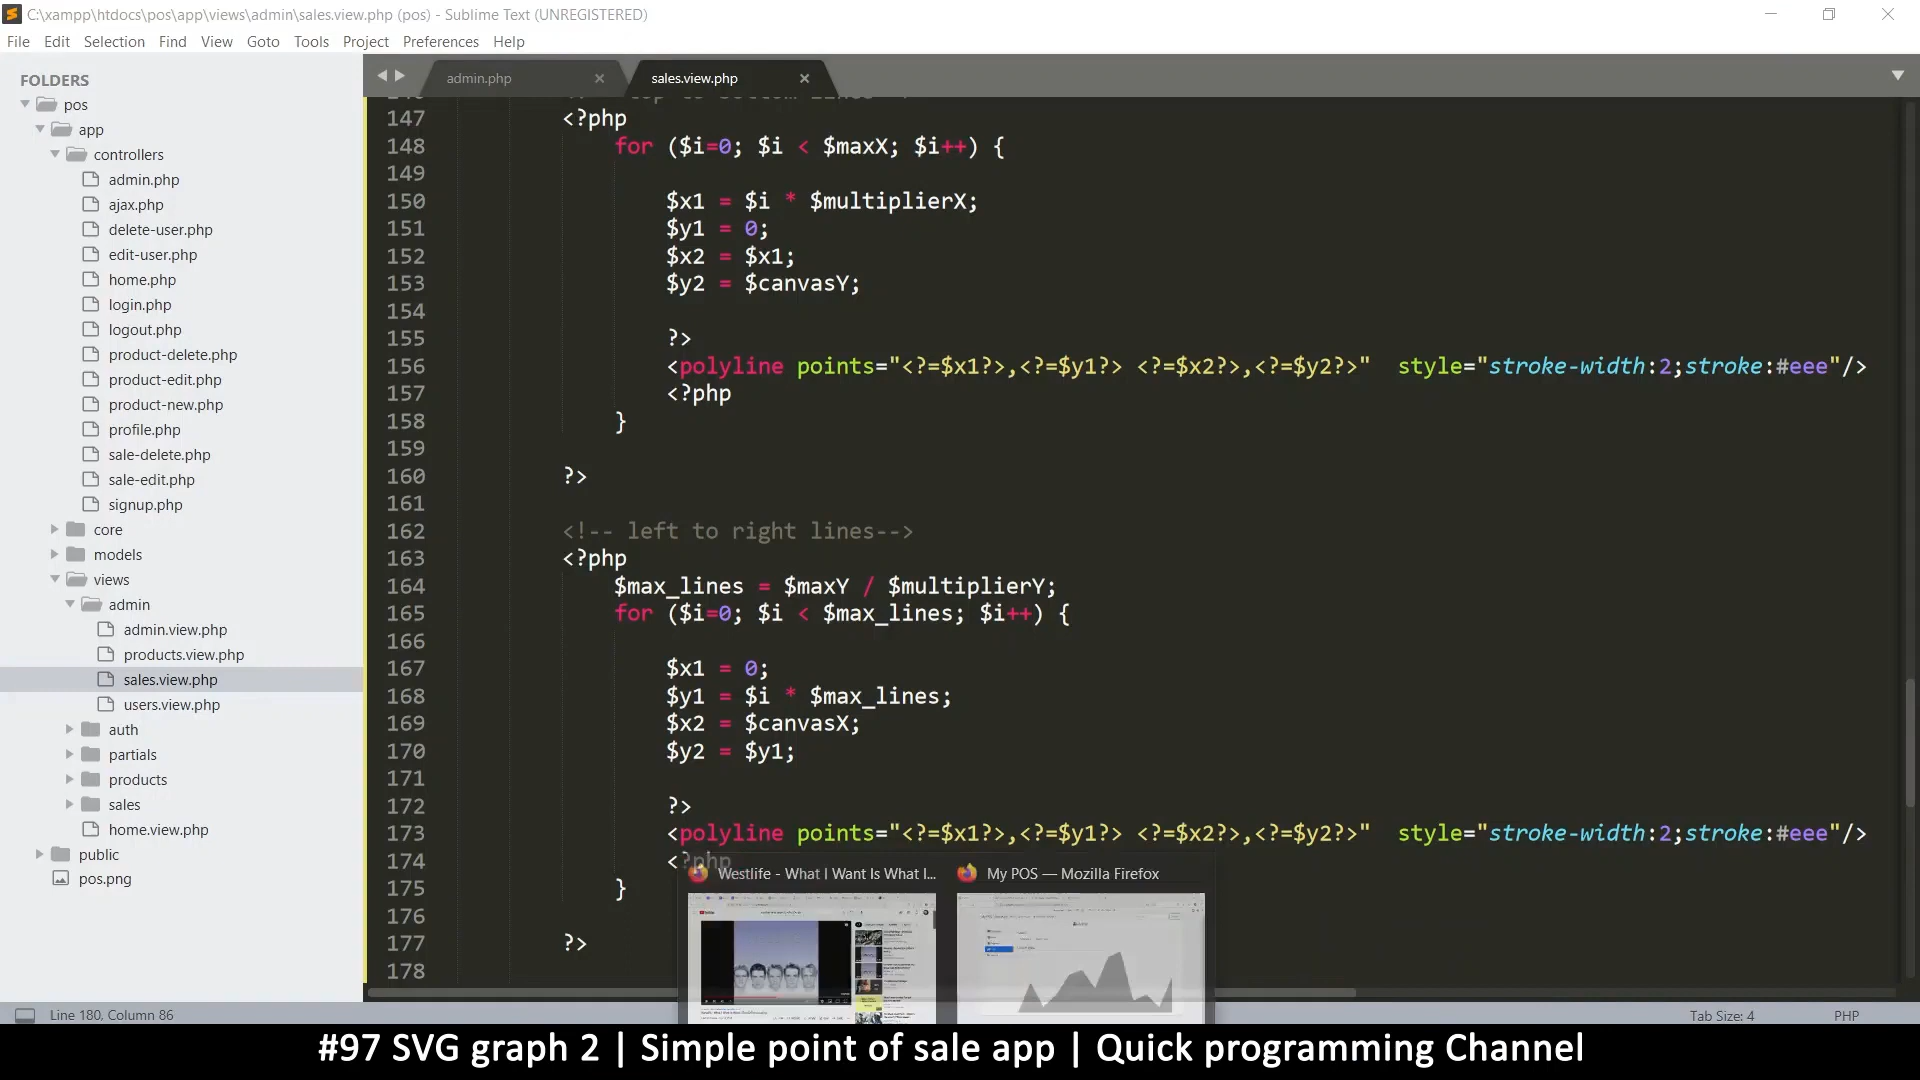 C:\xampp\htdocs\pos\app\views\admin\sales.view.php (pos) - Sublime Text (UNREGISTERED)
File Edit Selection Find View Goto Tools Project Preferences Help
FOLDERS
pos
app
controllers
admin.php
ajax.php
delete-user.php
edit-user.php
home.php
login.php
logout.php
product-delete.php
product-edit.php
product-new.php
profile.php
sale-delete.php
sale-edit.php
signup.php
core
models
views
admin
admin.view.php
products.view.php
sales.view.php
users.view.php
auth
partials
products
sales
home.view.php
public
pos.png
admin.php sales.view.php
147 <?php
148 for ($i=0; $i < $maxX; $i++) {
149
150 $x1 = $i * $multiplierX;
151 $y1 = 0;
152 $x2 = $x1;
153 $y2 = $canvasY;
154
155 ?>
156 <polyline points="<?=$x1?>,<?=$y1?> <?=$x2?>,<?=$y2?>" style="stroke-width:2;stroke:#eee"/>
157 <?php
158 }
159
160 ?>
161
162 <!-- left to right lines-->
163 <?php
164 $max_lines = $maxY / $multiplierY;
165 for ($i=0; $i < $max_lines; $i++) {
166
167 $x1 = 0;
168 $y1 = $i * $max_lines;
169 $x2 = $canvasX;
170 $y2 = $y1;
171
172 ?>
173 <polyline points="<?=$x1?>,<?=$y1?> <?=$x2?>,<?=$y2?>" style="stroke-width:2;stroke:#eee"/>
174 <?php
175 }
176
177 ?>
178
Westlife - What I Want Is What I... My POS — Mozilla Firefox
Line 180, Column 86 Tab Size: 4 PHP
#97 SVG graph 2 | Simple point of sale app | Quick programming Channel